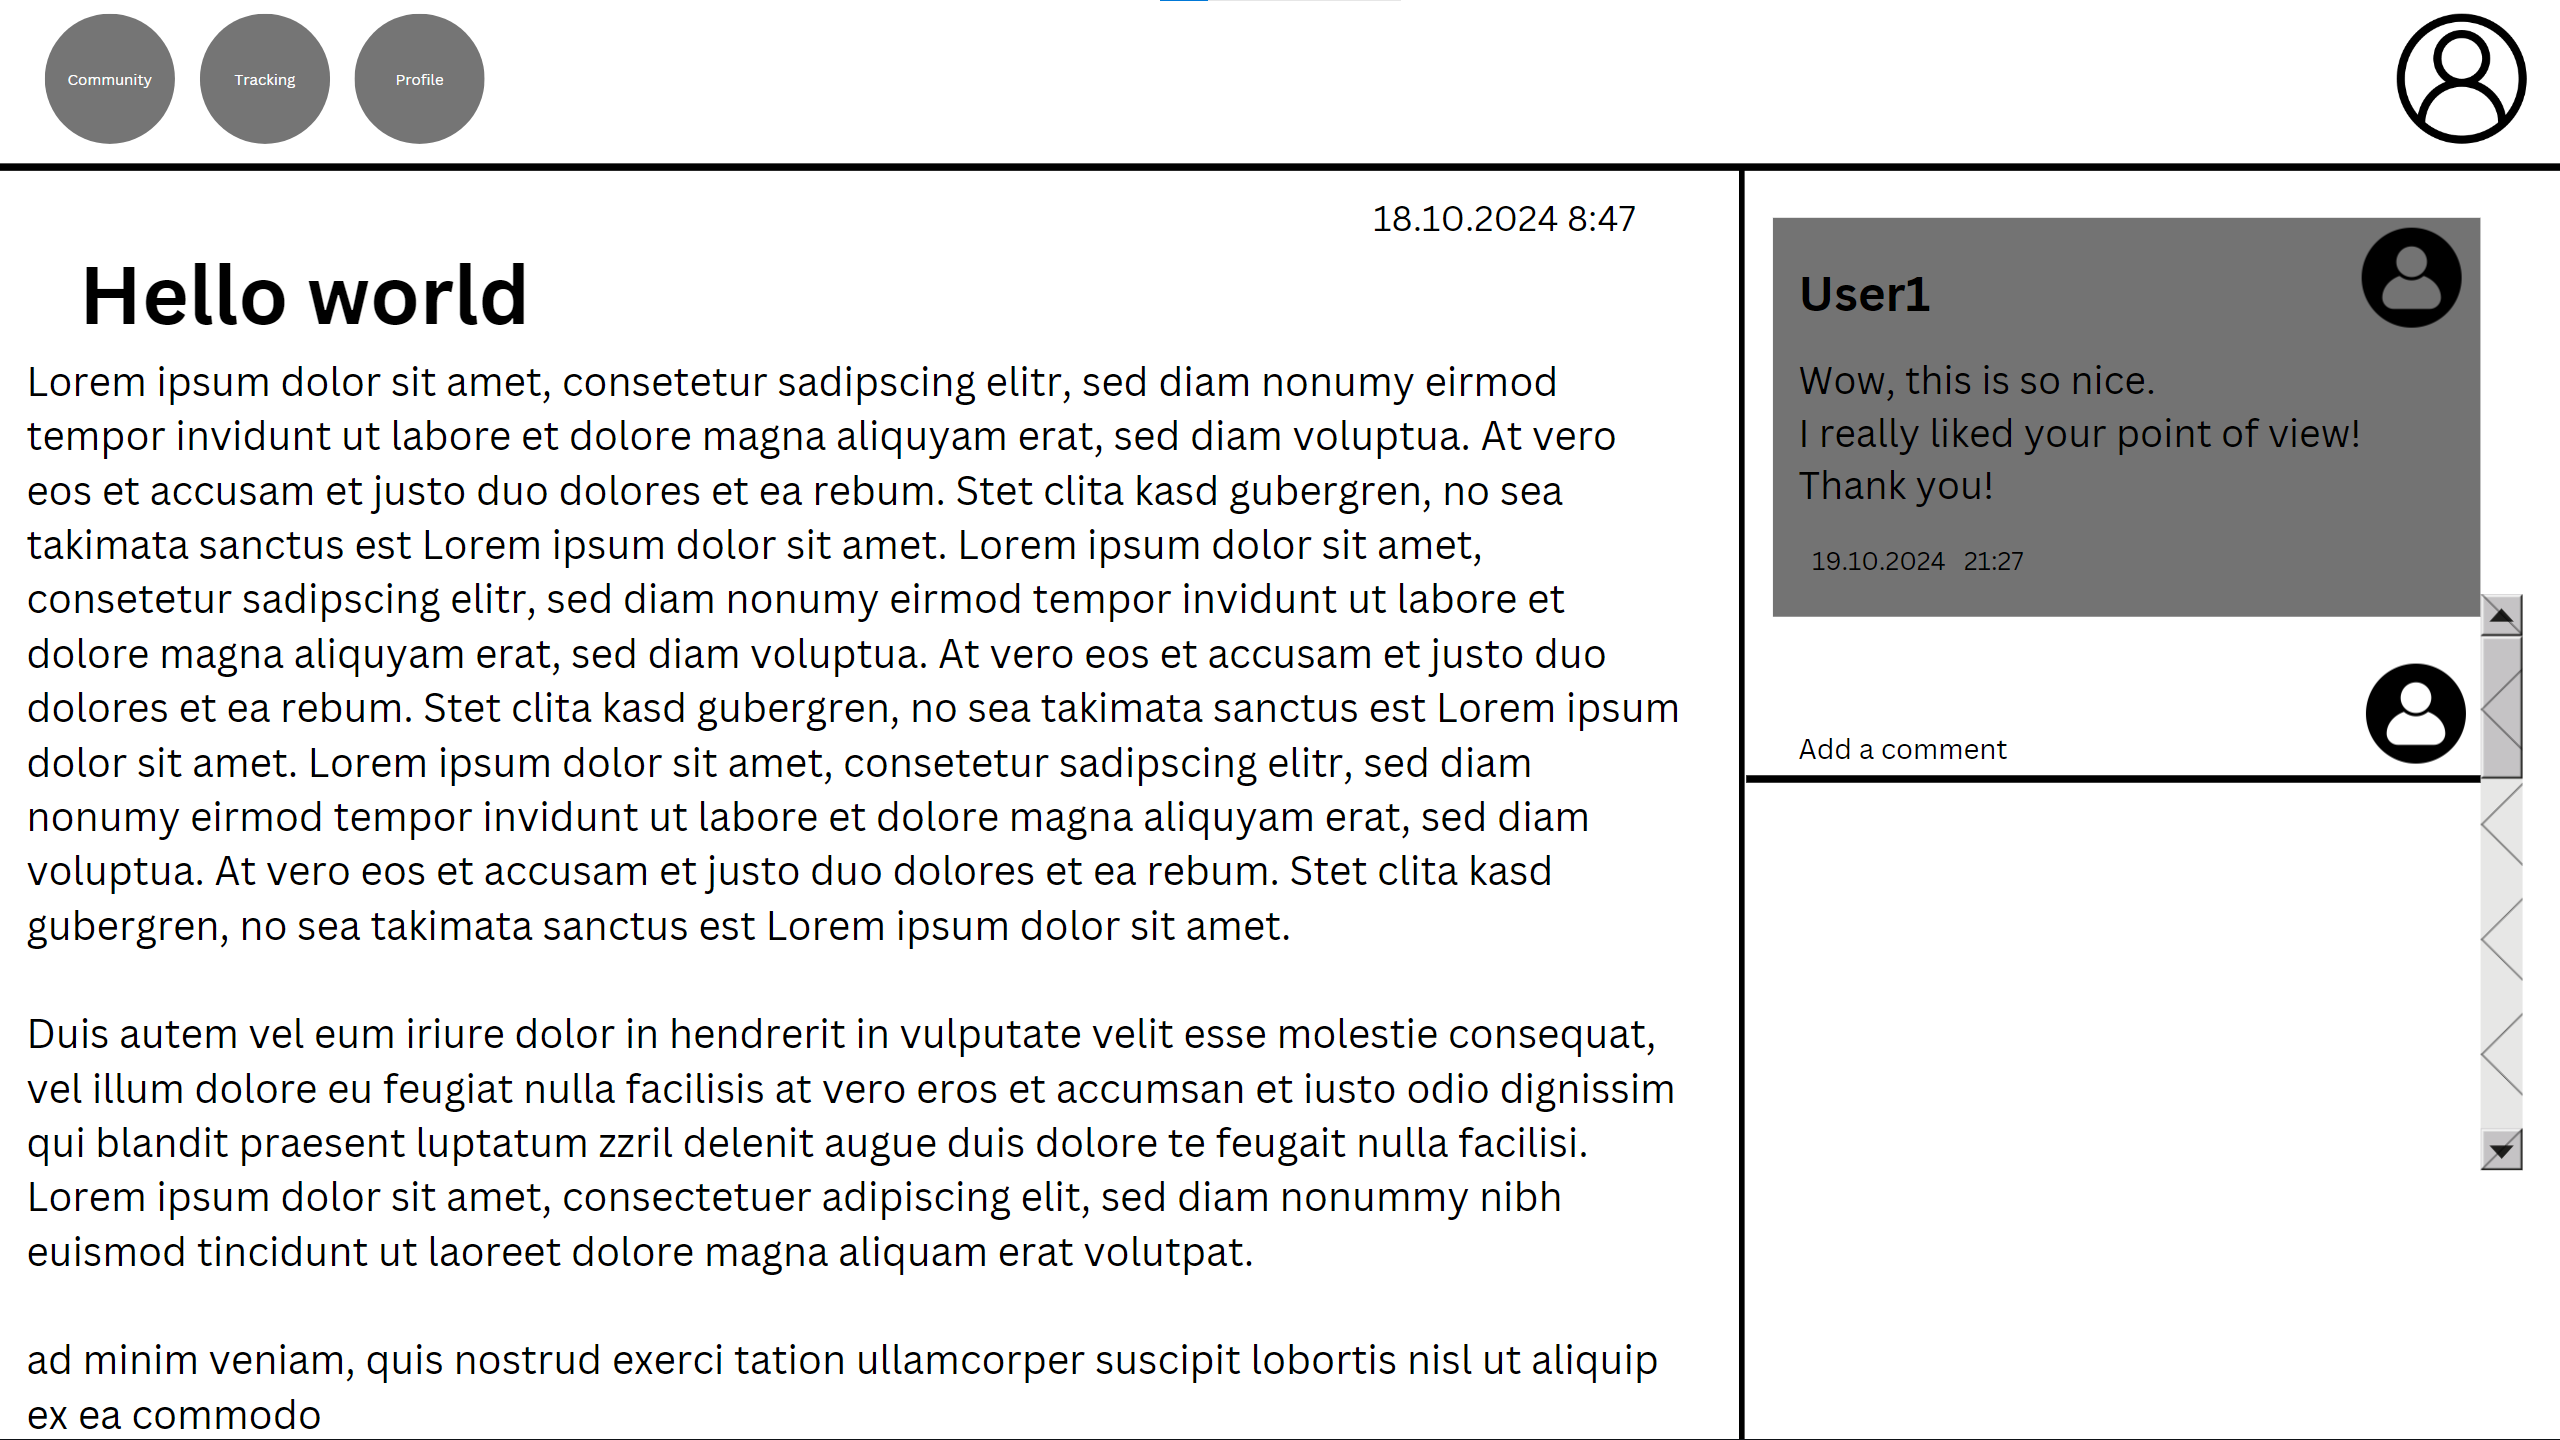 Community
Tracking
Profile
18.10.2024 8:47
Hello world
Lorem ipsum dolor sit amet, consetetur sadipscing elitr, sed diam nonumy eirmod
tempor invidunt ut labore et dolore magna aliquyam erat, sed diam voluptua. At vero
eos et accusam et justo duo dolores et ea rebum. Stet clita kasd gubergren, no sea
takimata sanctus est Lorem ipsum dolor sit amet. Lorem ipsum dolor sit amet,
consetetur sadipscing elitr, sed diam nonumy eirmod tempor invidunt ut labore et
dolore magna aliquyam erat, sed diam voluptua. At vero eos et accusam et justo duo
dolores et ea rebum. Stet clita kasd gubergren, no sea takimata sanctus est Lorem ipsum
dolor sit amet. Lorem ipsum dolor sit amet, consetetur sadipscing elitr, sed diam
nonumy eirmod tempor invidunt ut labore et dolore magna aliquyam erat, sed diam
voluptua. At vero eos et accusam et justo duo dolores et ea rebum. Stet clita kasd
gubergren, no sea takimata sanctus est Lorem ipsum dolor sit amet.
Duis autem vel eum iriure dolor in hendrerit in vulputate velit esse molestie consequat,
vel illum dolore eu feugiat nulla facilisis at vero eros et accumsan et iusto odio dignissim
qui blandit praesent luptatum zzril delenit augue duis dolore te feugait nulla facilisi.
Lorem ipsum dolor sit amet, consectetuer adipiscing elit, sed diam nonummy nibh
euismod tincidunt ut laoreet dolore magna aliquam erat volutpat.
ad minim veniam, quis nostrud exerci tation ullamcorper suscipit lobortis nisl ut aliquip
ex ea commodo
User1
Wow, this is so nice.
I really liked your point of view!
Thank you!
19.10.2024 21:27
Add a comment